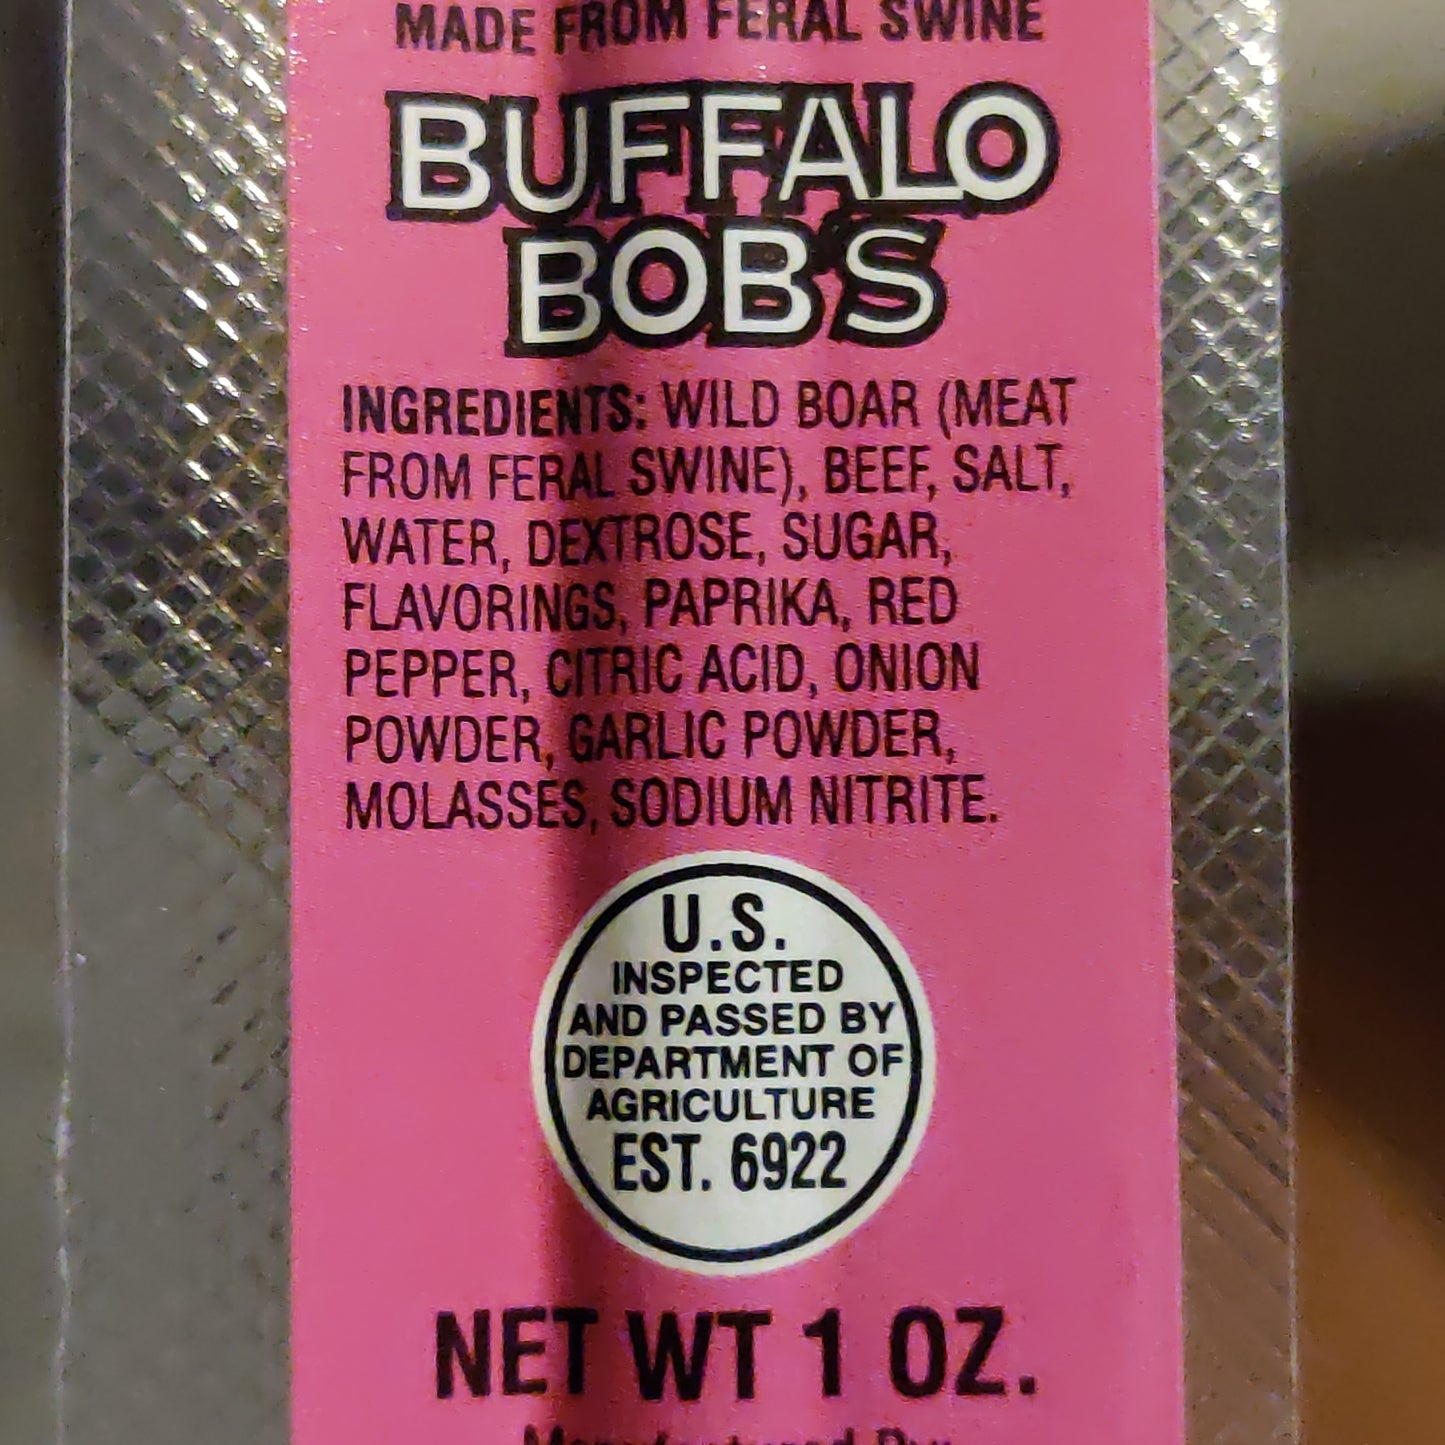 MADE FROM FERAL SWINE
BUFFALO
BOB'S
INGREDIENTS: WILD BOAR (MEAT
FROM FERAL SWINE), BEEF, SALT,
WATER, DEXTROSE, SUGAR,
FLAVORINGS, PAPRIKA, RED
PEPPER, CITRIC ACID, ONION
POWDER, GARLIC POWDER,
MOLASSES, SODIUM NITRITE.
U.S.
INSPECTED
AND PASSED BY
DEPARTMENT OF
AGRICULTURE
EST. 6922
NET WT 1 OZ.
Manufactured By: